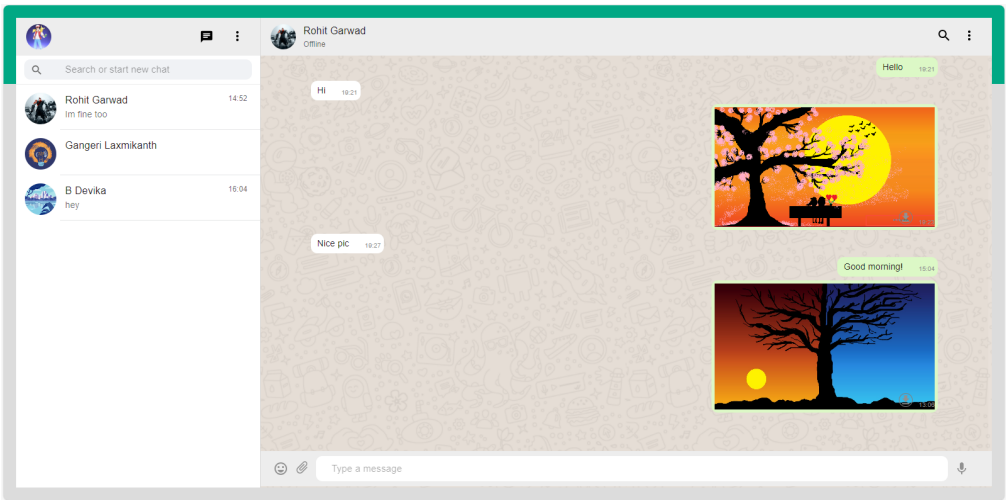 Rohit Garwad
Offline
Search or start new chat
Rohit Garwad 14:52
Im fine too
Gangeri Laxmikanth
B Devika 16:04
hey
Hello 19:21
Hi 19:21
Nice pic 19:27
Good morning! 15:04
Type a message